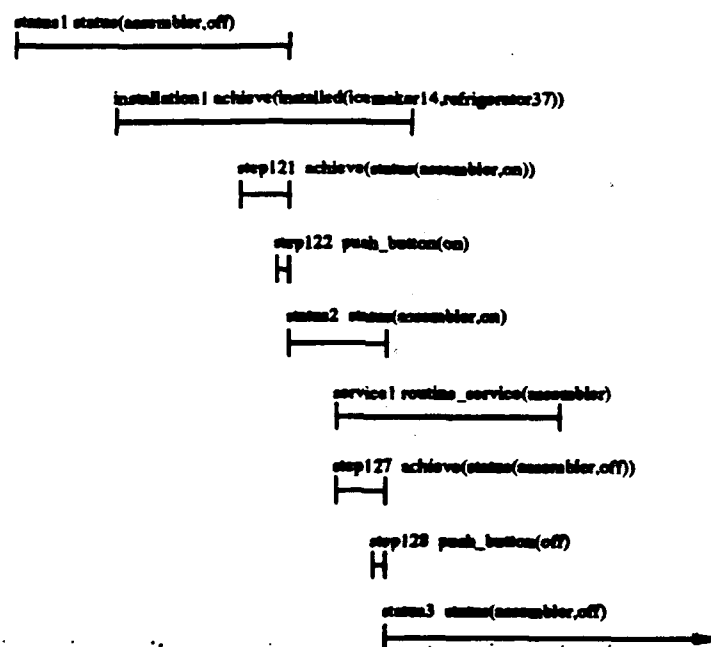 status1 status(assembler,off)
installation1 achieve(installed(icemaker14,refrigerator37))
step121 achieve(status(assembler,on))
step122 push_button(on)
status2 status(assembler,on)
service1 routine_service(assembler)
step127 achieve(status(assembler,off))
step128 push_button(off)
status3 status(assembler,off)